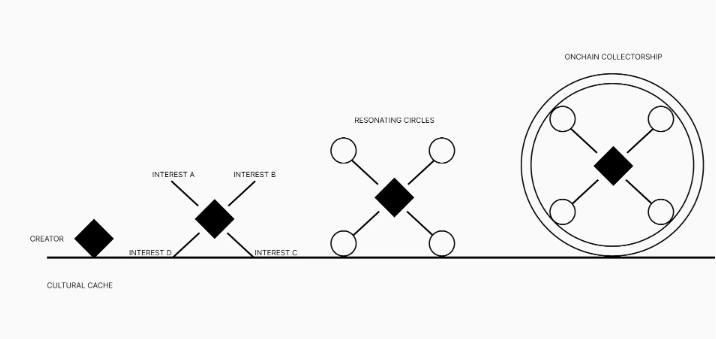 ONCHAIN COLLECTORSHIP
RESONATING CIRCLES
INTEREST A
INTEREST B
CREATOR
INTEREST D
INTEREST C
CULTURAL CACHE